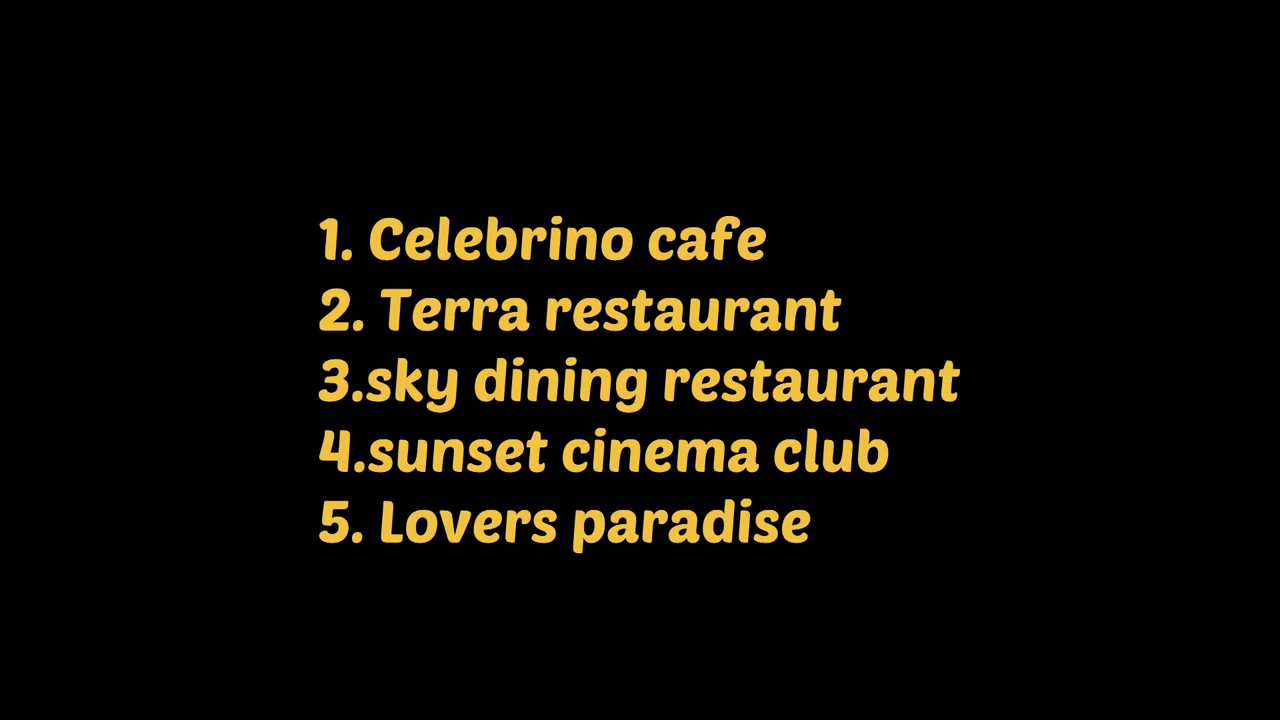 1. Celebrino cafe
2. Terra restaurant
3.sky dining restaurant
4.sunset cinema club
5. Lovers paradise